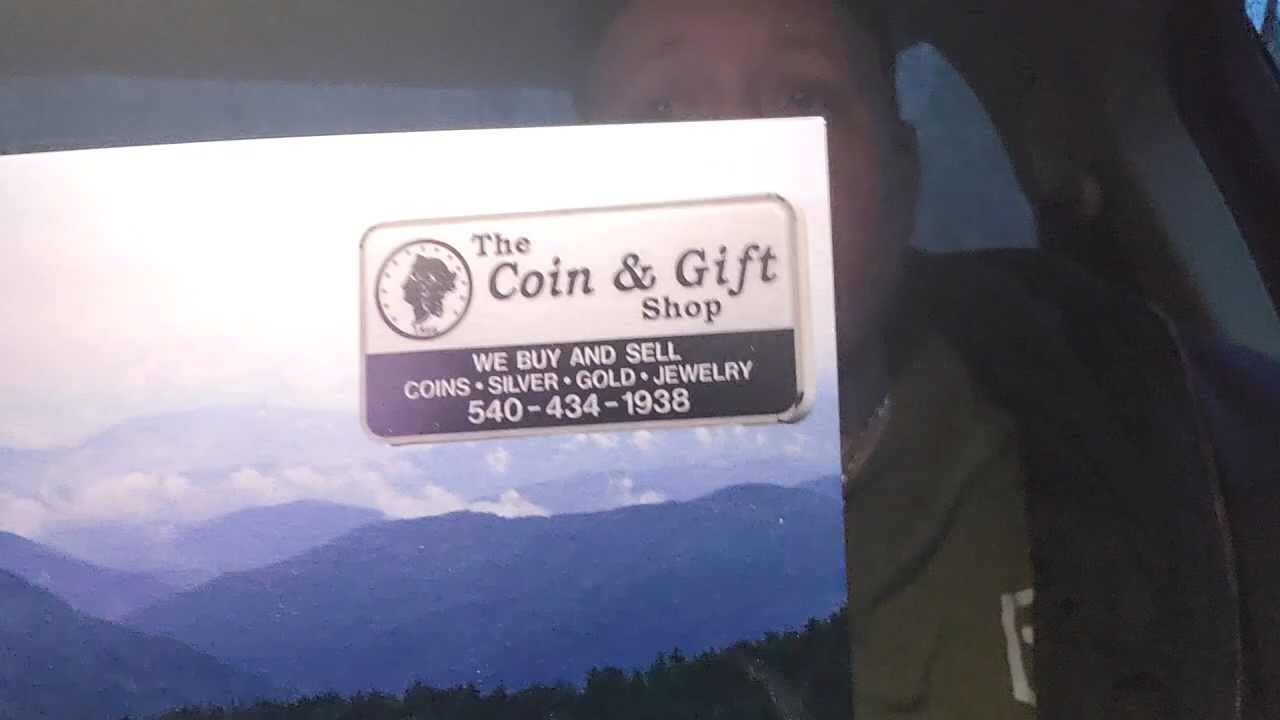 The
Coin & Gift
Shop
WE BUY AND SELL
COINS • SILVER • GOLD • JEWELRY
540-434-1938